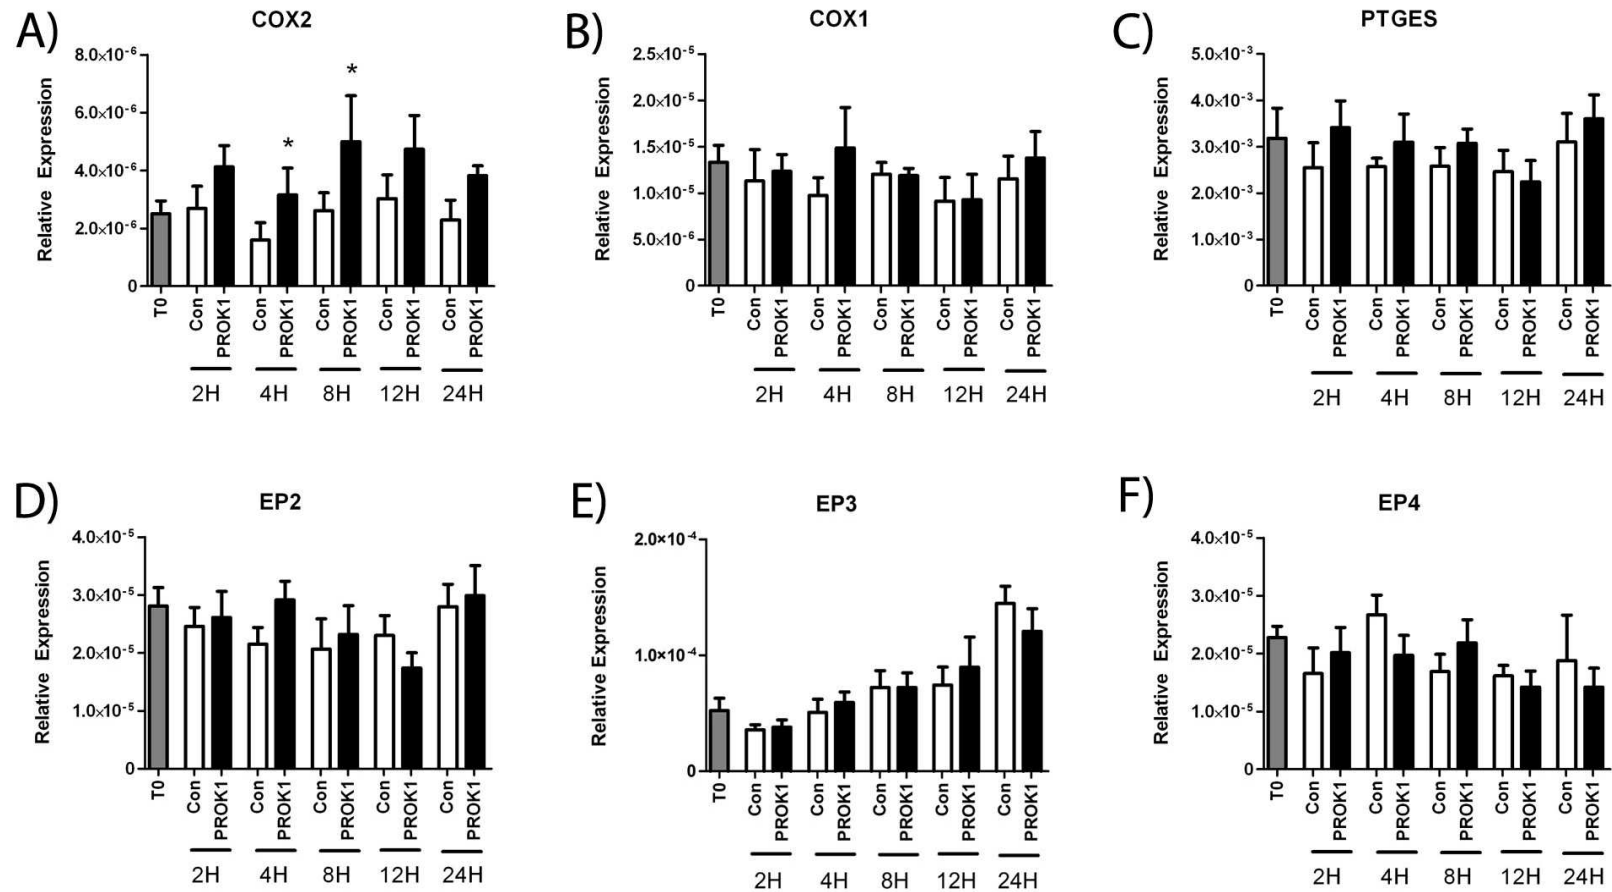 A)
COX2
Relative Expression
8.0×10⁻⁶
6.0×10⁻⁶
4.0×10⁻⁶
2.0×10⁻⁶
0
*
*
T0 Con PROK1 Con PROK1 Con PROK1 Con PROK1 Con PROK1
2H 4H 8H 12H 24H
B)
COX1
Relative Expression
2.5×10⁻⁵
2.0×10⁻⁵
1.5×10⁻⁵
1.0×10⁻⁵
5.0×10⁻⁶
0
T0 Con PROK1 Con PROK1 Con PROK1 Con PROK1 Con PROK1
2H 4H 8H 12H 24H
C)
PTGES
Relative Expression
5.0×10⁻³
4.0×10⁻³
3.0×10⁻³
2.0×10⁻³
1.0×10⁻³
0
T0 Con PROK1 Con PROK1 Con PROK1 Con PROK1 Con PROK1
2H 4H 8H 12H 24H
D)
EP2
Relative Expression
4.0×10⁻⁵
3.0×10⁻⁵
2.0×10⁻⁵
1.0×10⁻⁵
0
T0 Con PROK1 Con PROK1 Con PROK1 Con PROK1 Con PROK1
2H 4H 8H 12H 24H
E)
EP3
Relative Expression
2.0×10⁻⁴
1.0×10⁻⁴
0
T0 Con PROK1 Con PROK1 Con PROK1 Con PROK1 Con PROK1
2H 4H 8H 12H 24H
F)
EP4
Relative Expression
4.0×10⁻⁵
3.0×10⁻⁵
2.0×10⁻⁵
1.0×10⁻⁵
0
T0 Con PROK1 Con PROK1 Con PROK1 Con PROK1 Con PROK1
2H 4H 8H 12H 24H